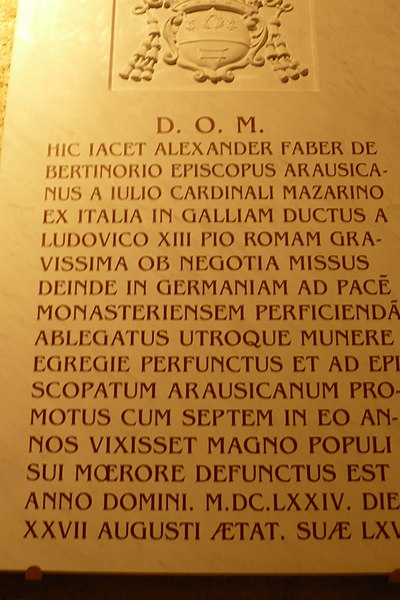 D. O. M.
HIC IACET ALEXANDER FABER DE
BERTINORIO EPISCOPUS ARAUSICA-
NUS A IULIO CARDINALI MAZARINO
EX ITALIA IN GALLIAM DUCTUS A
LUDOVICO XIII PIO ROMAM GRA-
VISSIMA OB NEGOTIA MISSUS
DEINDE IN GERMANIAM AD PACĒ
MONASTERIENSEM PERFICIENDÃ
ABLEGATUS UTROQUE MUNERE
EGREGIE PERFUNCTUS ET AD EPI
SCOPATUM ARAUSICANUM PRO-
MOTUS CUM SEPTEM IN EO AN-
NOS VIXISSET MAGNO POPULI
SUI MŒRORE DEFUNCTUS EST
ANNO DOMINI. M.DC.LXXIV. DIE
XXVII AUGUSTI ÆTAT. SUÆ